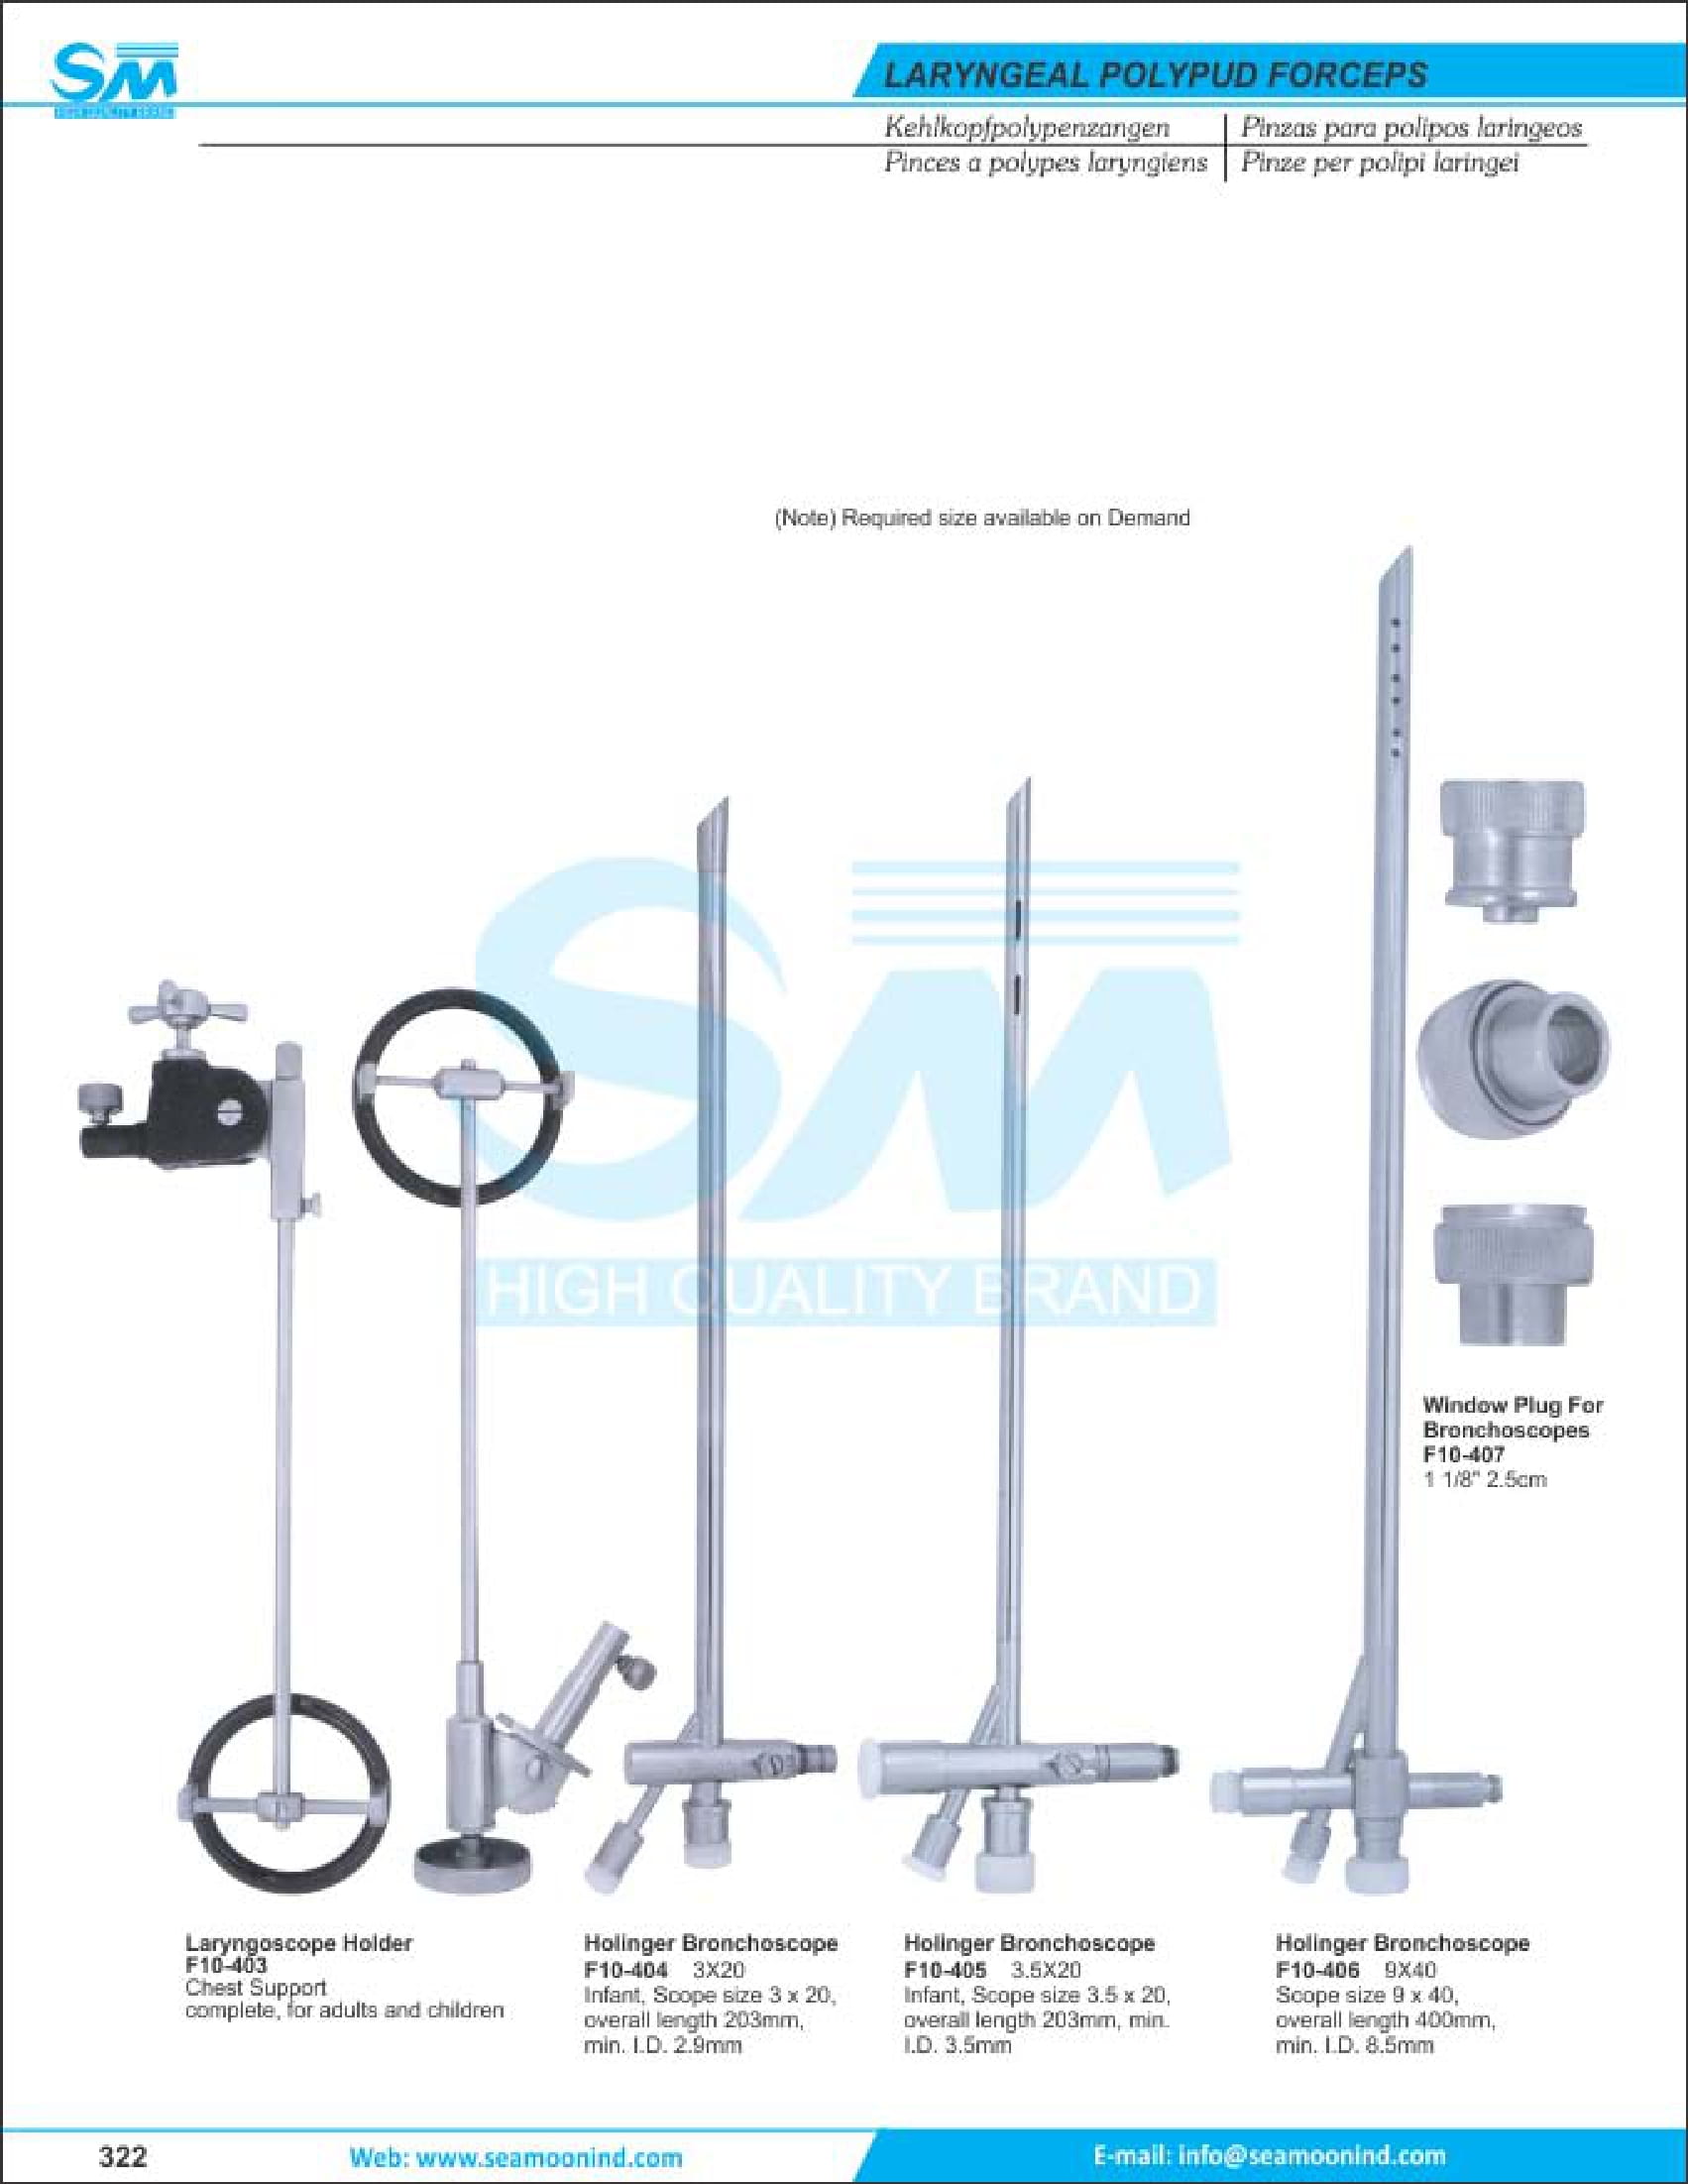 SM
LARYNGEAL POLYPUD FORCEPS
Kehlkopfpolypenzangen
Pinzas para polipos laringeos
Pinces a polypes laryngiens
Pinze per polipi laringei
(Note) Required size available on Demand
SM
HIGH QUALITY BRAND
Window Plug For
Bronchoscopes
F10-407
1 1/8" 2.5cm
Laryngoscope Holder
F10-403
Chest Support
complete, for adults and children
Holinger Bronchoscope
F10-404 3X20
Infant, Scope size 3 x 20,
overall length 203mm,
min. I.D. 2.9mm
Holinger Bronchoscope
F10-405 3.5X20
Infant, Scope size 3.5 x 20,
overall length 203mm, min.
I.D. 3.5mm
Holinger Bronchoscope
F10-406 9X40
Scope size 9 x 40,
overall length 400mm,
min. I.D. 8.5mm
322
Web: www.seamoonind.com
E-mail: info@seamoonind.com